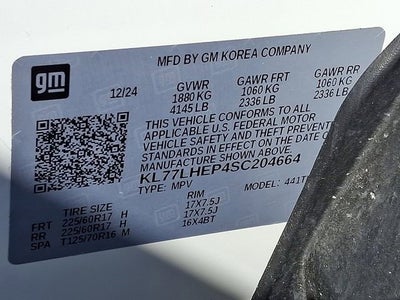 gm
MFD BY GM KOREA COMPANY
12/24 GVWR GAWR FRT GAWR RR
1880 KG 1060 KG 1060 KG
4145 LB 2336 LB 2336 LB
THIS VEHICLE CONFORMS TO ALL
APPLICABLE U.S. FEDERAL MOTOR
VEHICLE SAFETY AND THEFT
STANDARDS IN EFFECT ON THE DATE
MANUFACTURE SHOWN ABOVE.
KL77LHEP4SC204664
TYPE: MPV MODEL: 441T
TIRE SIZE RIM
FRT 225/60R17 H 17X7.5J
RR 225/60R17 H 17X7.5J
SPA T125/70R16 M 16X4BT